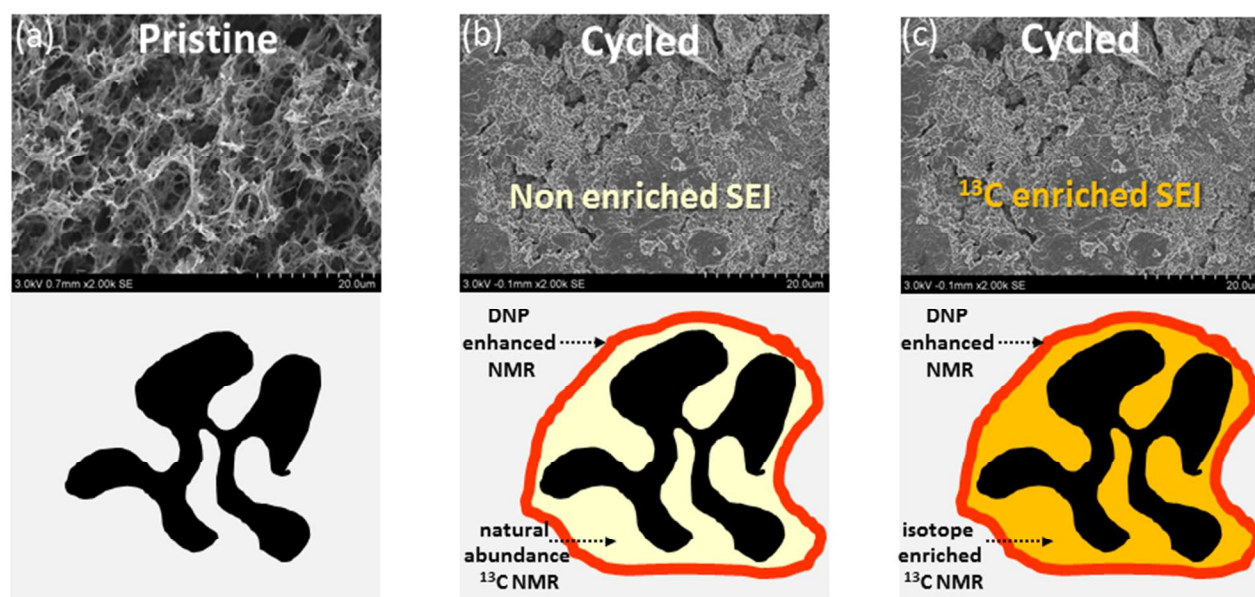 (a) Pristine
3.0kV 0.7mm x2.00k SE 20.0um
(b) Cycled
Non enriched SEI
3.0kV -0.1mm x2.00k SE 20.0um
(c) Cycled
¹³C enriched SEI
3.0kV -0.1mm x2.00k SE 20.0um
DNP
enhanced
NMR
natural
abundance
¹³C NMR
DNP
enhanced
NMR
isotope
enriched
¹³C NMR